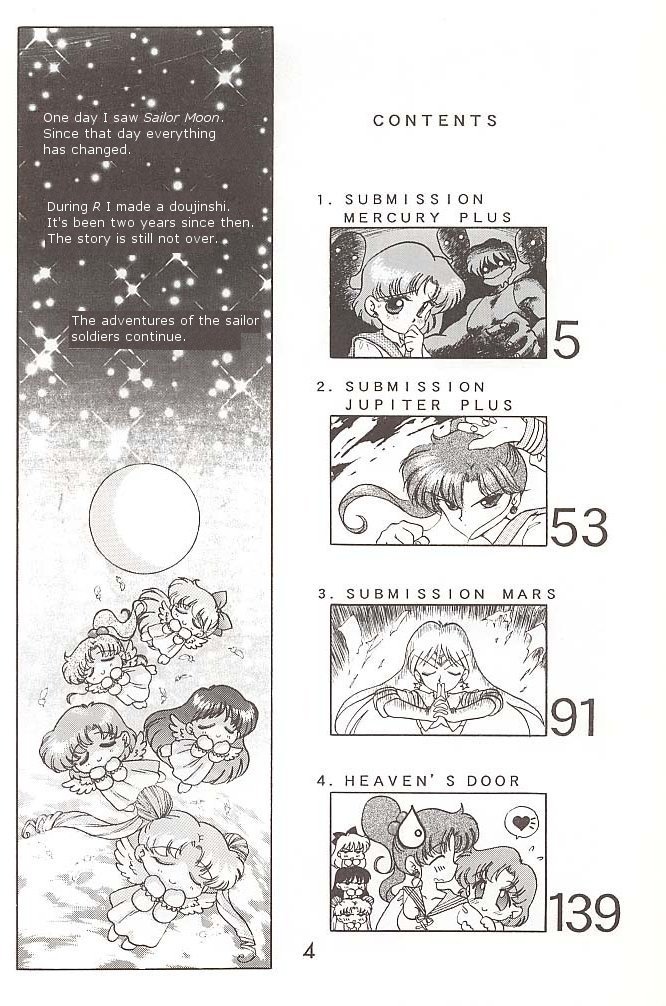 One day I saw Sailor Moon.
Since that day everything
has changed.
During R I made a doujinshi.
It's been two years since then.
The story is still not over.
The adventures of the sailor
soldiers continue.
CONTENTS
1. SUBMISSION
MERCURY PLUS
5
2. SUBMISSION
JUPITER PLUS
53
3. SUBMISSION MARS
91
4. HEAVEN'S DOOR
139
4